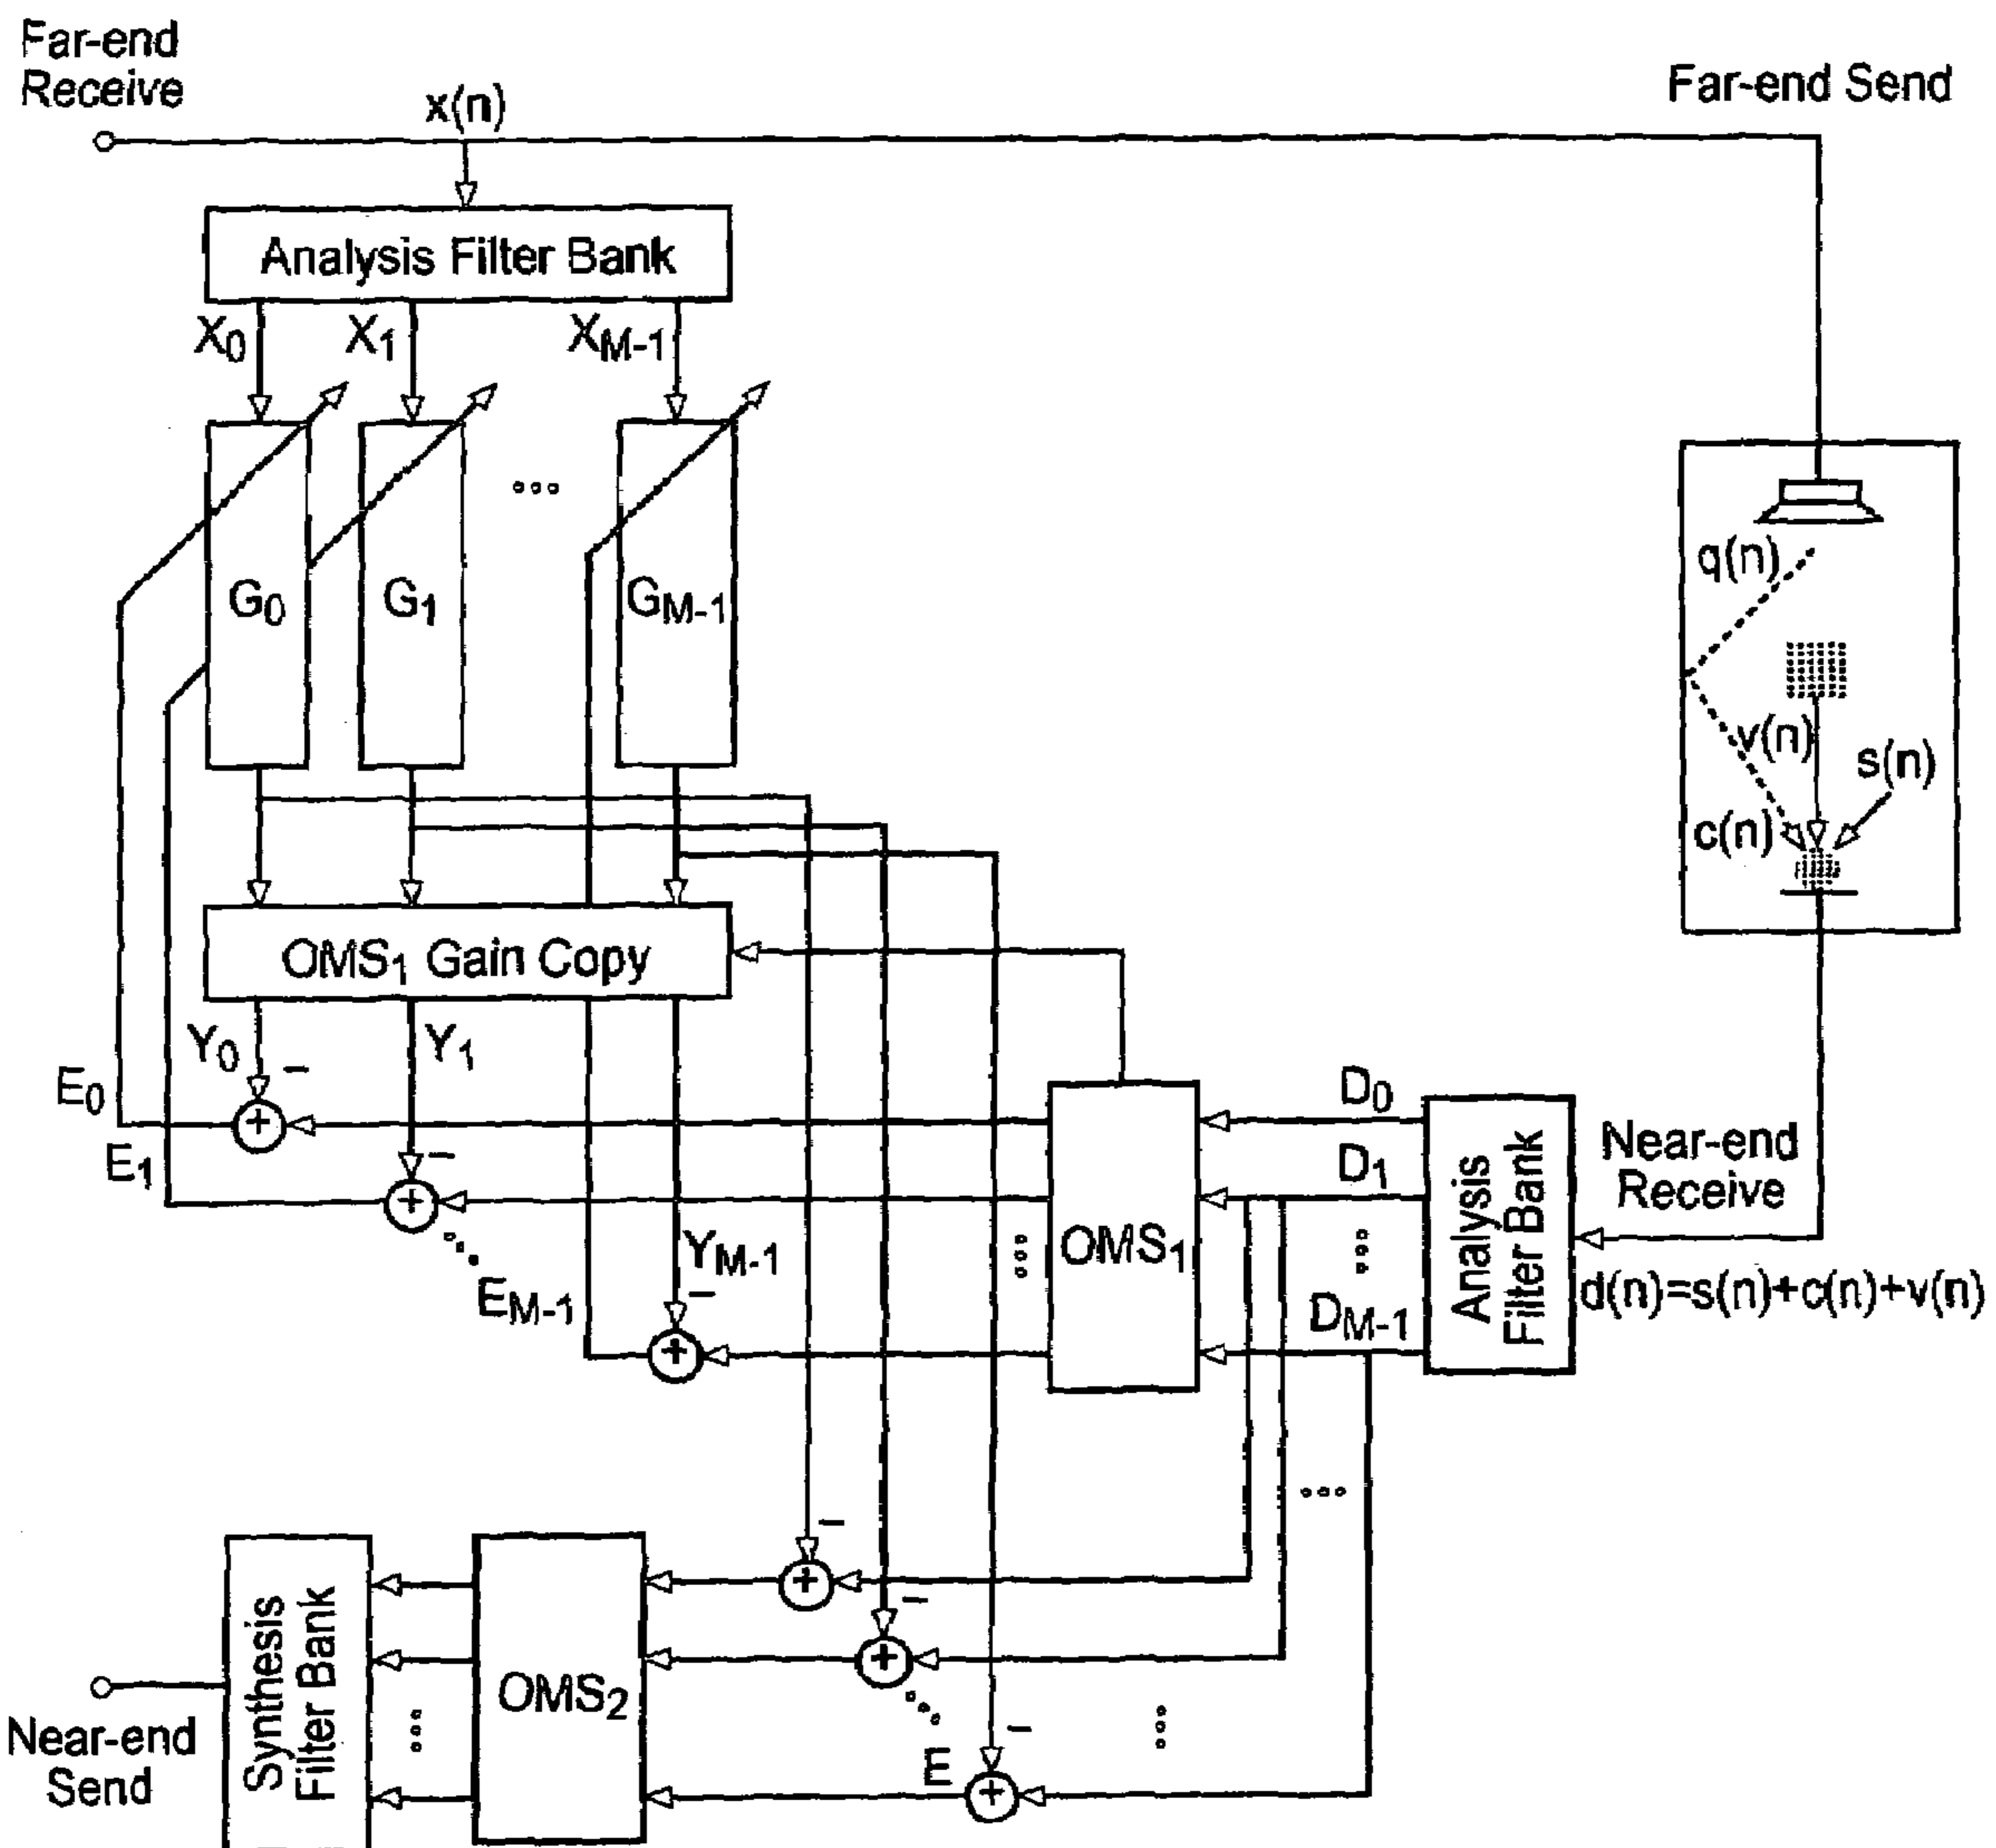 Far-end
Receive
x(n)
Far-end Send
Analysis Filter Bank
X0
X1
XM-1
G0
G1
GM-1
q(n)
v(n)
s(n)
c(n)
OMS1 Gain Copy
Y0
–
Y1
–
YM-1
–
E0
E1
EM-1
+
+
+
OMS1
D0
D1
DM-1
Analysis
Filter Bank
Near-end
Receive
d(n)=s(n)+c(n)+v(n)
–
+
–
+
–
E
+
OMS2
Synthesis
Filter Bank
Near-end
Send